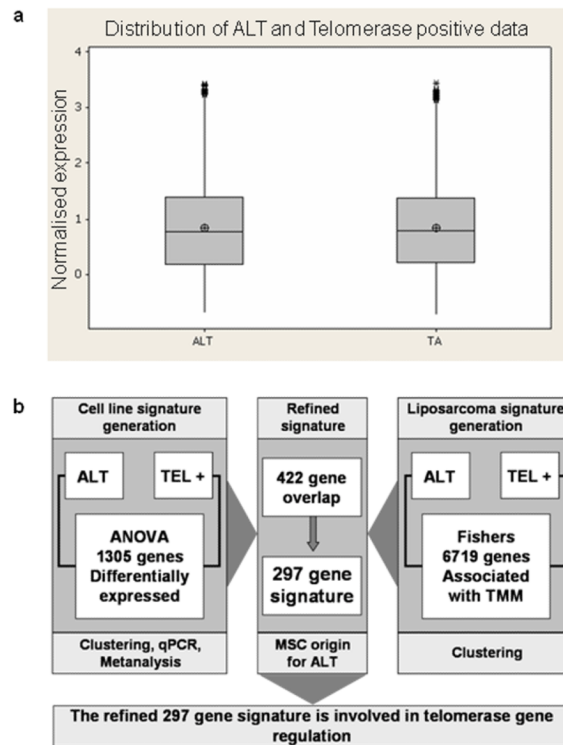 a
Distribution of ALT and Telomerase positive data
Normalised expression
4
3
2
1
0
ALT
TA
b
Cell line signature
generation
ALT
TEL +
ANOVA
1305 genes
Differentially
expressed
Clustering, qPCR,
Metanalysis
Refined
signature
422 gene
overlap
297 gene
signature
MSC origin
for ALT
Liposarcoma signature
generation
ALT
TEL +
Fishers
6719 genes
Associated
with TMM
Clustering
The refined 297 gene signature is involved in telomerase gene
regulation